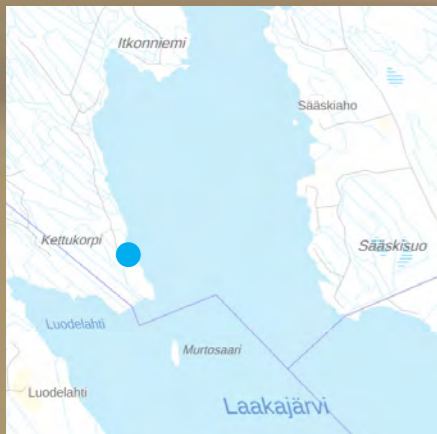 Itkonniemi
Sääskiaho
Kettukorpi
Sääskisuo
Luodelahti
Murtosaari
Luodelahti
Laakajärvi